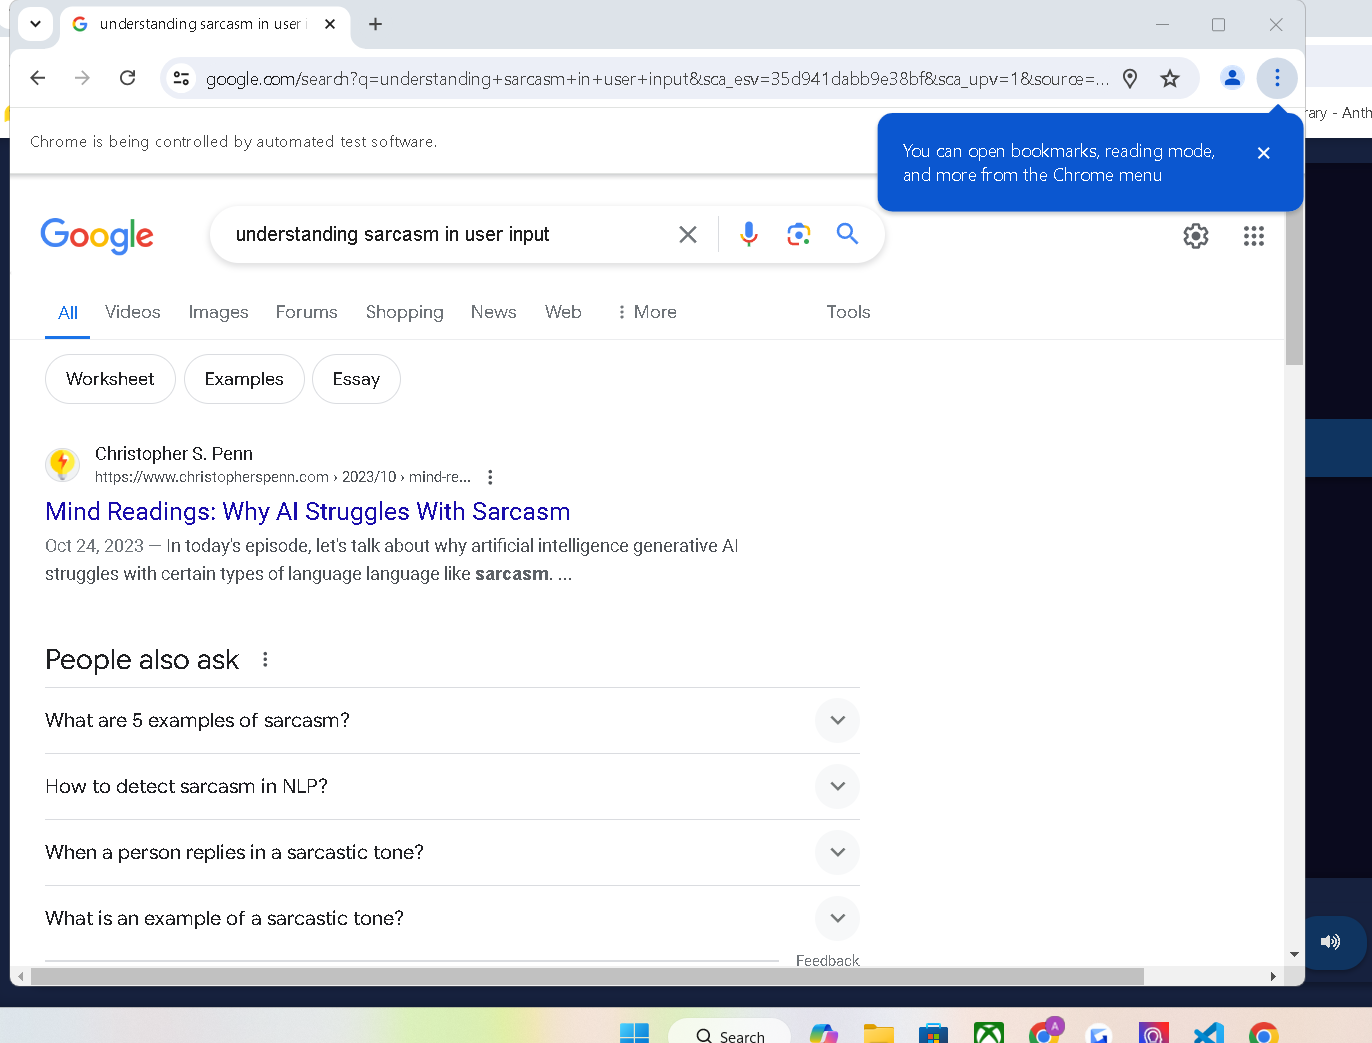 understanding sarcasm in user i
google.com/search?q=understanding+sarcasm+in+user+input&sca_esv=35d941dabb9e38bf&sca_upv=1&source=...
rary - Anth
Chrome is being controlled by automated test software.
You can open bookmarks, reading mode,
and more from the Chrome menu
Google
understanding sarcasm in user input
All Videos Images Forums Shopping News Web More Tools
Worksheet Examples Essay
Christopher S. Penn
https://www.christopherspenn.com › 2023/10 › mind-re...
Mind Readings: Why AI Struggles With Sarcasm
Oct 24, 2023 — In today's episode, let's talk about why artificial intelligence generative AI
struggles with certain types of language language like sarcasm. ...
People also ask
What are 5 examples of sarcasm?
How to detect sarcasm in NLP?
When a person replies in a sarcastic tone?
What is an example of a sarcastic tone?
Feedback
Search
A